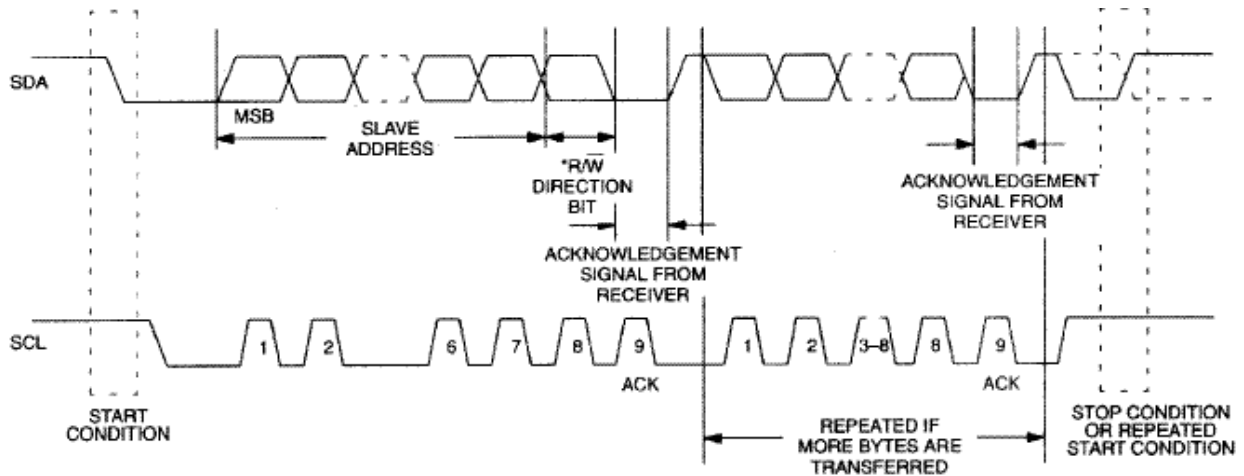 SDA
MSB
SLAVE
ADDRESS
*R/W̅
DIRECTION
BIT
ACKNOWLEDGEMENT
SIGNAL FROM
RECEIVER
ACKNOWLEDGEMENT
SIGNAL FROM
RECEIVER
SCL
1 2 6 7 8 9 1 2 3–8 8 9
ACK ACK
START
CONDITION
REPEATED IF
MORE BYTES ARE
TRANSFERRED
STOP CONDITION
OR REPEATED
START CONDITION